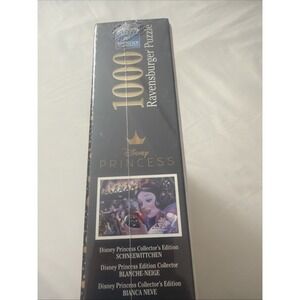 1000
Ravensburger Puzzle
Disney
PRINCESS
Disney Princess Collector's Edition
SCHNEEWITTCHEN
Disney Princess Edition Collector
BLANCHE-NEIGE
Disney Princess Collector's Edition
BIANCA NEVE